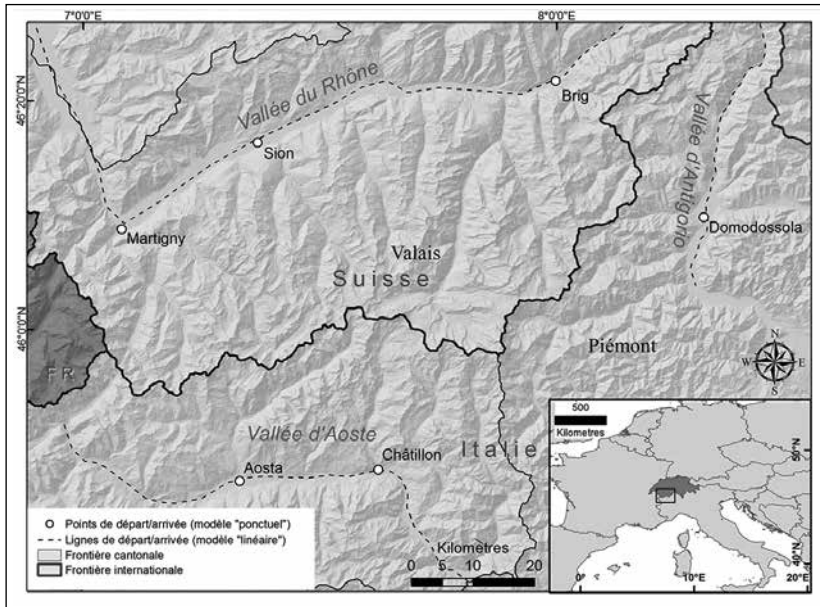 7°0'0"E
8°0'0"E
46°20'0"N
46°0'0"N
Vallée du Rhône
Brig
Sion
Vallée d'Antigorio
Martigny
Domodossola
Valais
Suisse
FR
Piémont
N
W
E
S
Vallée d'Aoste
Châtillon
Italie
Aosta
Points de départ/arrivée (modèle "ponctuel")
Lignes de départ/arrivée (modèle "linéaire")
Frontière cantonale
Frontière internationale
Kilomètres
0 5 10 20
500
Kilometres
50°N
40°N
0°
10°E
20°E